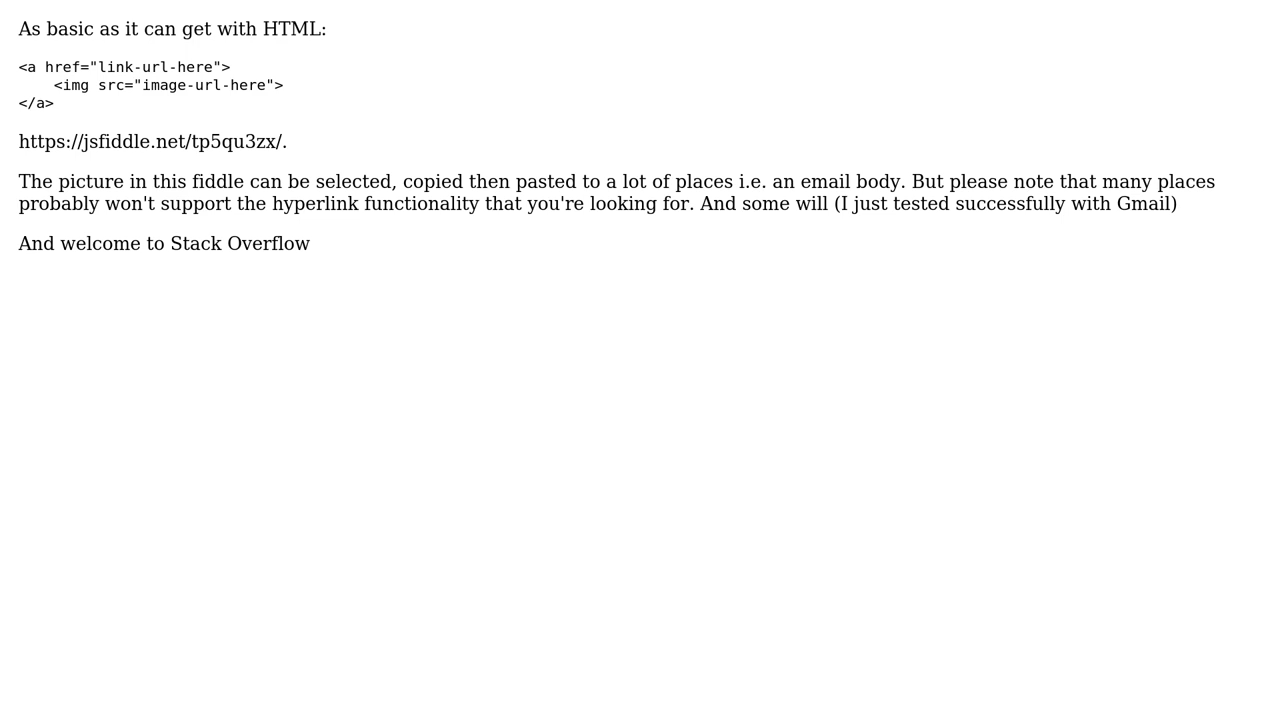 As basic as it can get with HTML:
<a href="link-url-here">
    <img src="image-url-here">
</a>
https://jsfiddle.net/tp5qu3zx/.
The picture in this fiddle can be selected, copied then pasted to a lot of places i.e. an email body. But please note that many places
probably won't support the hyperlink functionality that you're looking for. And some will (I just tested successfully with Gmail)
And welcome to Stack Overflow